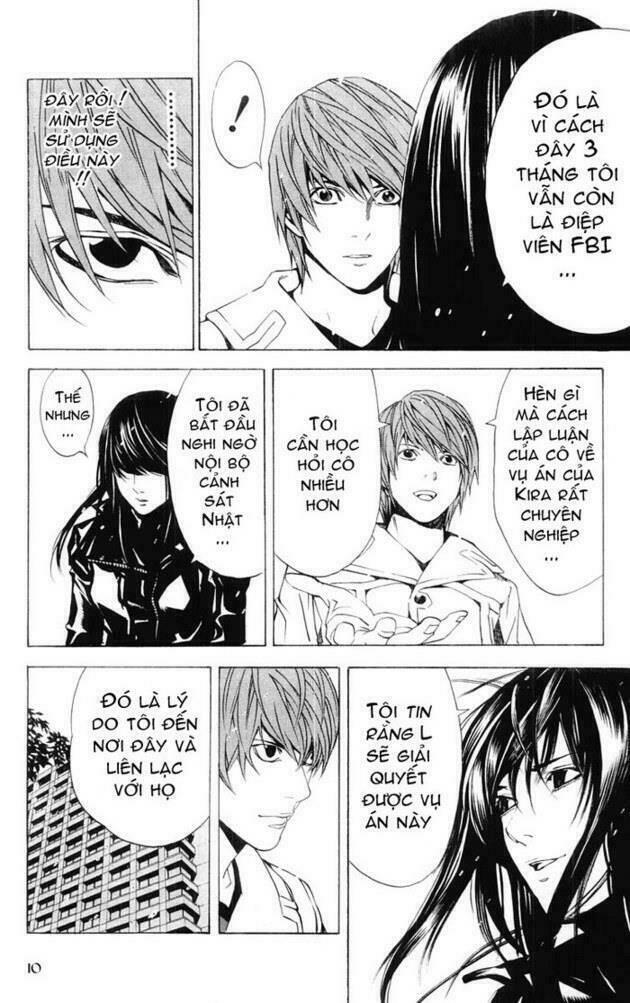 ĐÓ LÀ
VÌ CÁCH
ĐÂY 3
THÁNG TÔI
VẪN CÒN
LÀ ĐIỆP
VIÊN FBI
...
!
..........
ĐÂY RỒI!
MÌNH SẼ
SỬ DỤNG
ĐIỀU NÀY
!!
HÈN GÌ
MÀ CÁCH
LẬP LUẬN
CỦA CÔ VỀ
VỤ ÁN CỦA
KIRA RẤT
CHUYÊN
NGHIỆP
...
TÔI
CẦN HỌC
HỎI CÔ
NHIỀU
HƠN
TÔI ĐÃ
BẮT ĐẦU
NGHI NGỜ
NỘI BỘ
CẢNH
SÁT
NHẬT
...
THẾ
NHƯNG
...
TÔI TIN
RẰNG L
SẼ GIẢI
QUYẾT
ĐƯỢC VỤ
ÁN NÀY
ĐÓ LÀ LÝ
DO TÔI ĐẾN
NƠI ĐÂY VÀ
LIÊN LẠC
VỚI HỌ
10